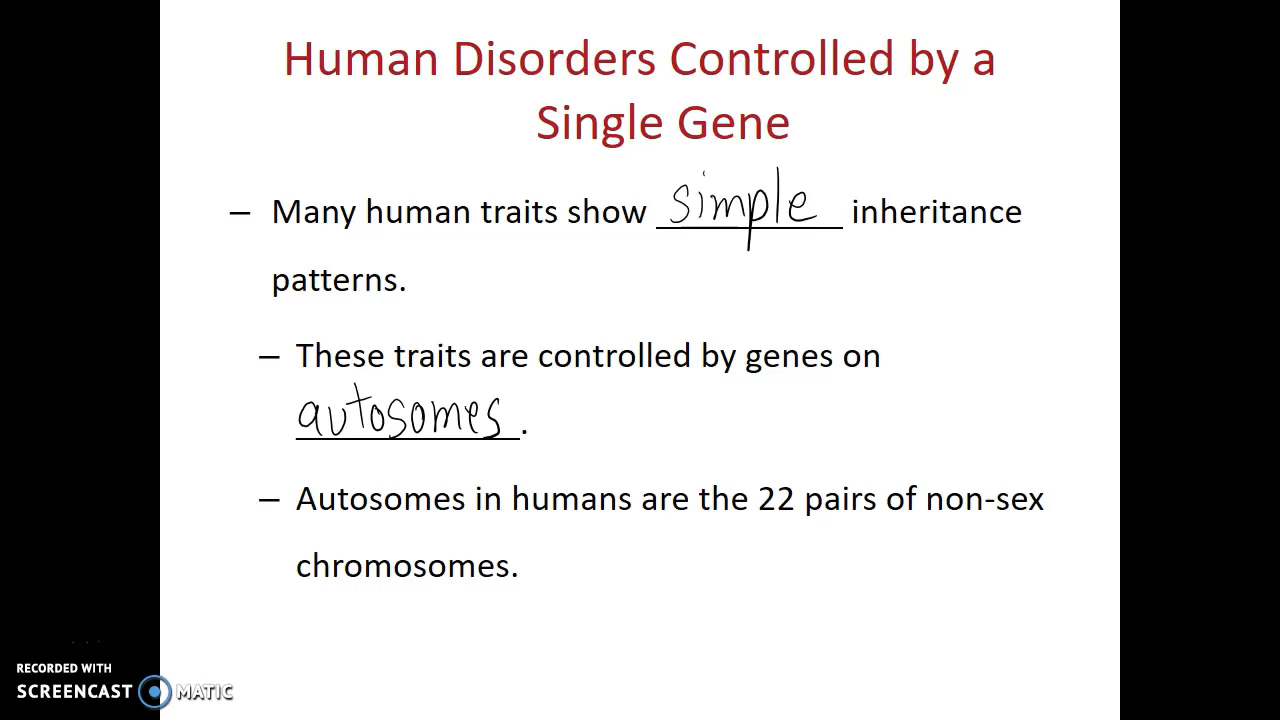 Human Disorders Controlled by a
Single Gene
– Many human traits show simple inheritance
patterns.
– These traits are controlled by genes on
autosomes.
– Autosomes in humans are the 22 pairs of non-sex
chromosomes.
RECORDED WITH
SCREENCAST MATIC